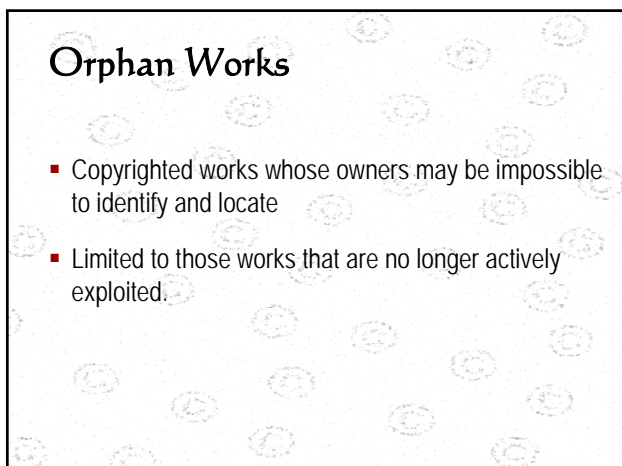 Orphan Works
▪ Copyrighted works whose owners may be impossible
to identify and locate
▪ Limited to those works that are no longer actively
exploited.